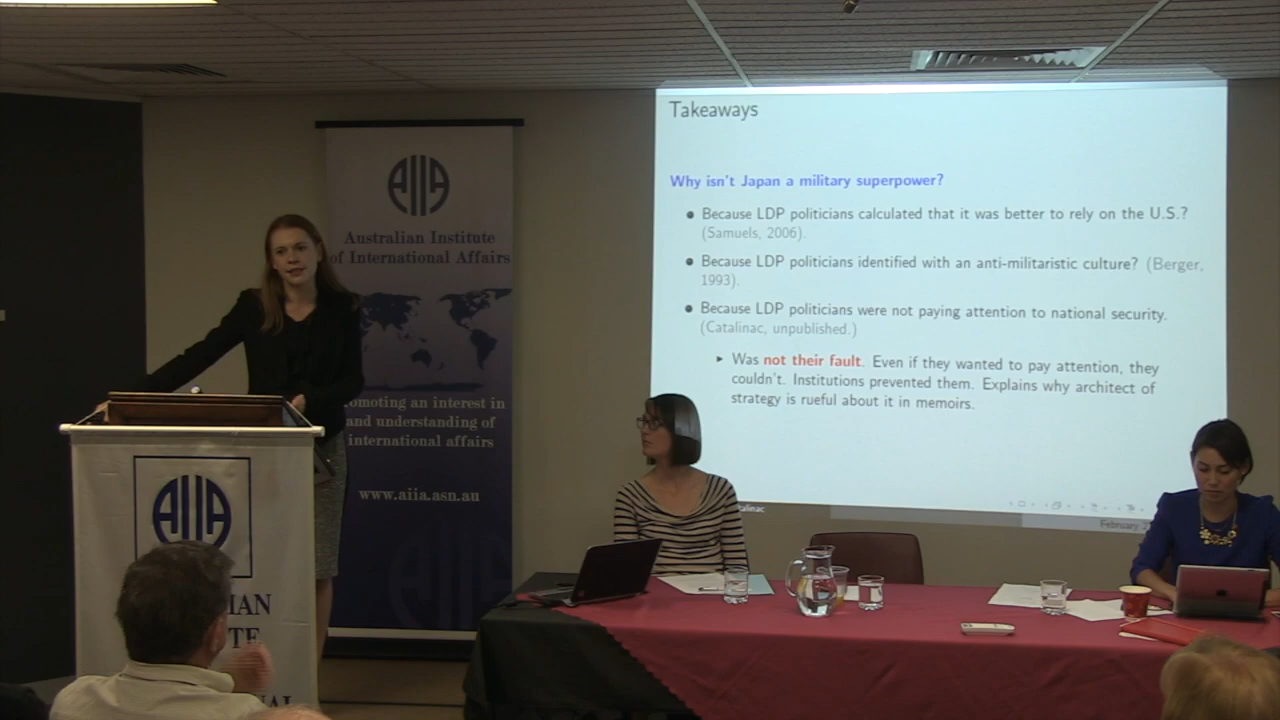 Takeaways
Why isn't Japan a military superpower?
Because LDP politicians calculated that it was better to rely on the U.S.?
(Samuels, 2006).
Because LDP politicians identified with an anti-militaristic culture? (Berger,
1993).
Because LDP politicians were not paying attention to national security.
(Catalinac, unpublished.)
Was not their fault. Even if they wanted to pay attention, they
couldn't. Institutions prevented them. Explains why architect of
strategy is rueful about it in memoirs.
February
AIIA
Australian Institute
of International Affairs
omoting an interest in
and understanding of
international affairs
www.aiia.asn.au
AIIA
AIIA